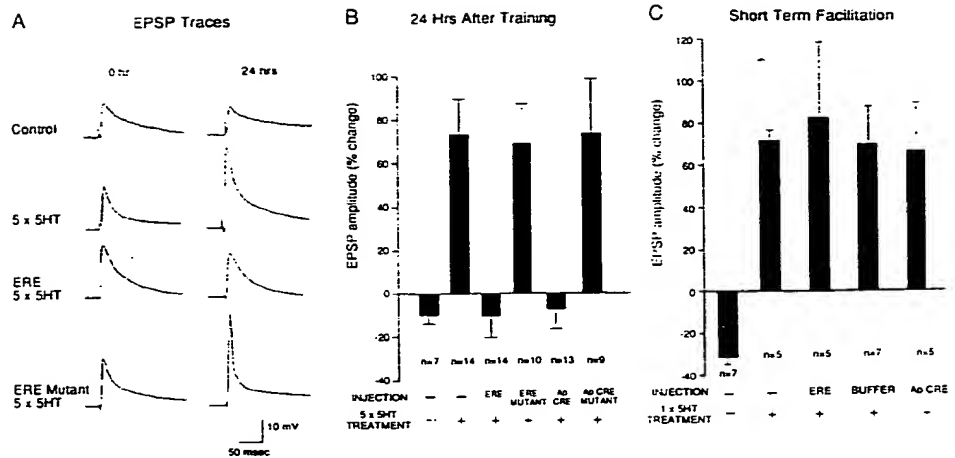 A
EPSP Traces
0 hr
24 hrs
Control
5 x 5HT
ERE
5 x 5HT
ERE Mutant
5 x 5HT
10 mV
50 msec
B
24 Hrs After Training
EPSP amplitude (% change)
100
80
60
40
20
0
-20
-40
n=7
n=14
n=14
n=10
n=13
n=9
INJECTION
–
–
ERE
ERE
MUTANT
Ap
CRE
Ap CRE
MUTANT
5 x 5HT
TREATMENT
–
+
+
+
+
+
C
Short Term Facilitation
EPSP amplitude (% change)
120
100
80
60
40
20
0
-20
-40
n=7
n=5
n=5
n=7
n=5
INJECTION
–
–
ERE
BUFFER
Ap CRE
1 x 5HT
TREATMENT
–
+
+
+